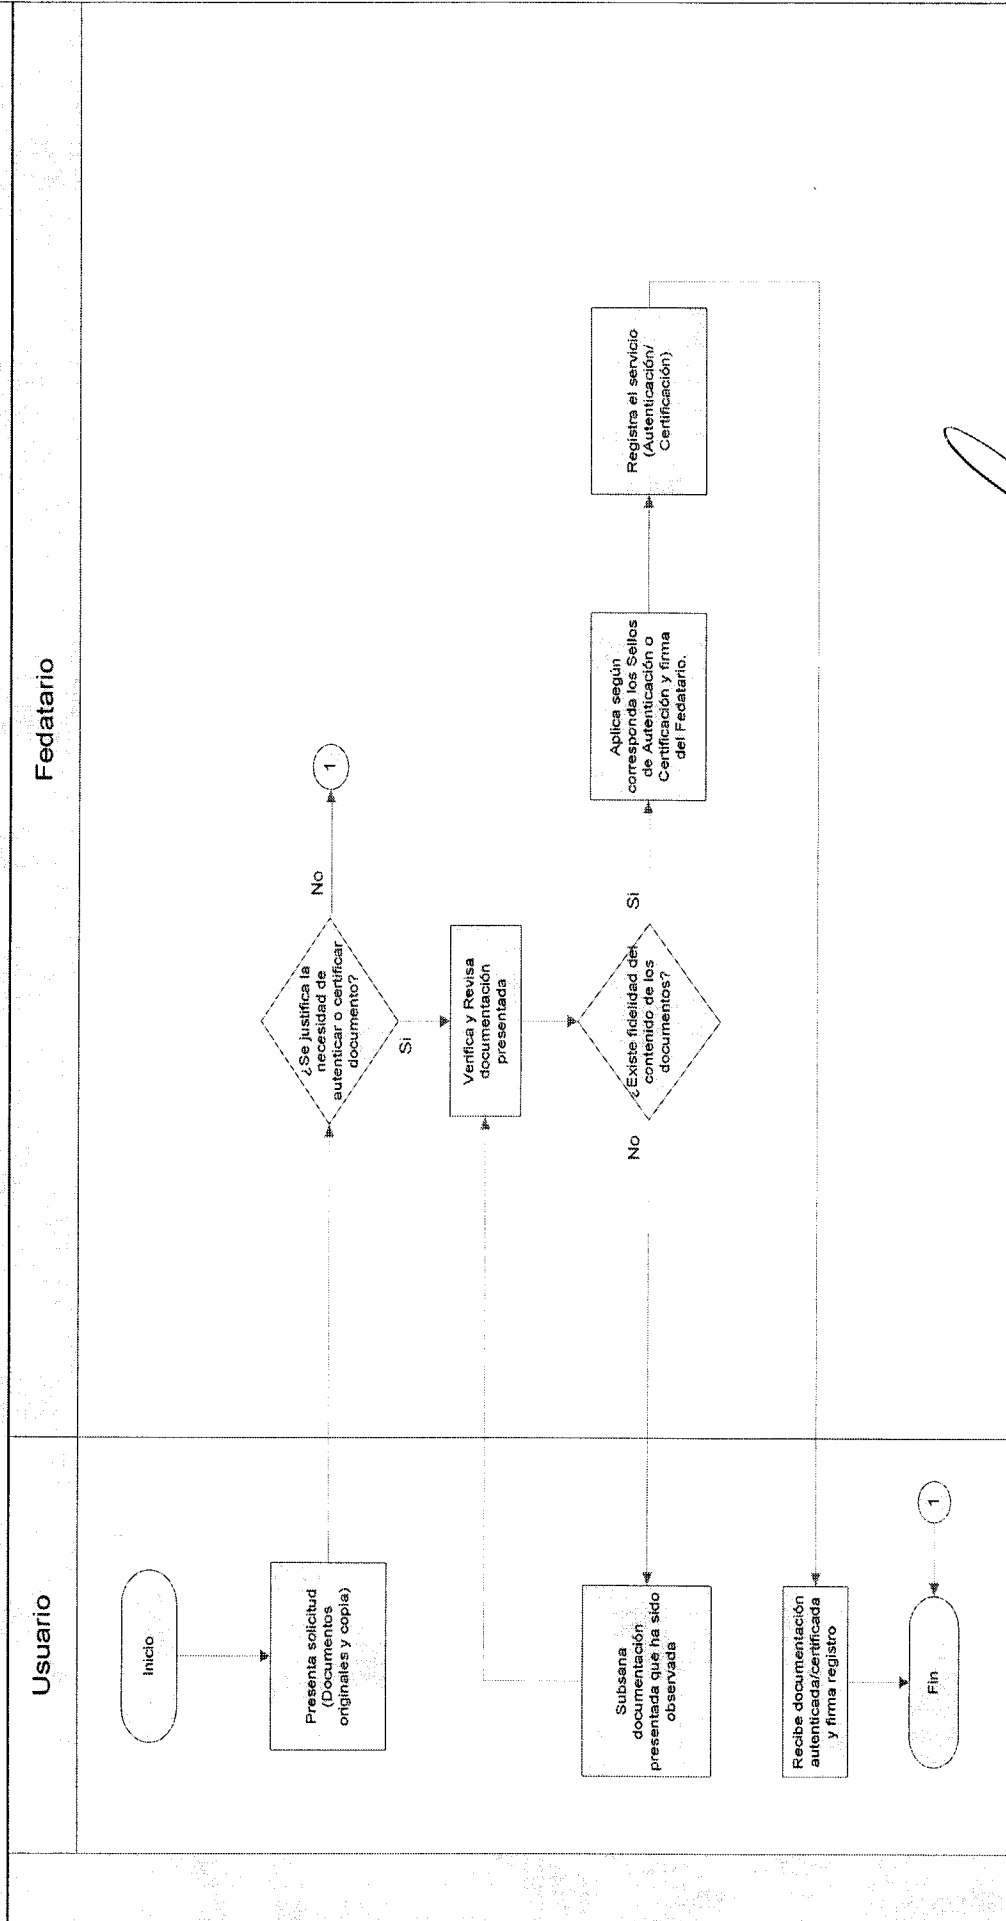 Usuario
Fedatario
Inicio
Presenta solicitud
(Documentos
originales y copia)
¿Se justifica la
necesidad de
autenticar o certificar
documento?
No
1
Si
Verifica y Revisa
documentación
presentada
¿Existe fidelidad del
contenido de los
documentos?
No
Si
Subsana
documentación
presentada que ha sido
observada
Aplica según
corresponda los Sellos
de Autenticación o
Certificación y firma
del Fedatario.
Registra el servicio
(Autenticación/
Certificación)
Recibe documentación
autenticada/certificada
y firma registro
1
Fin